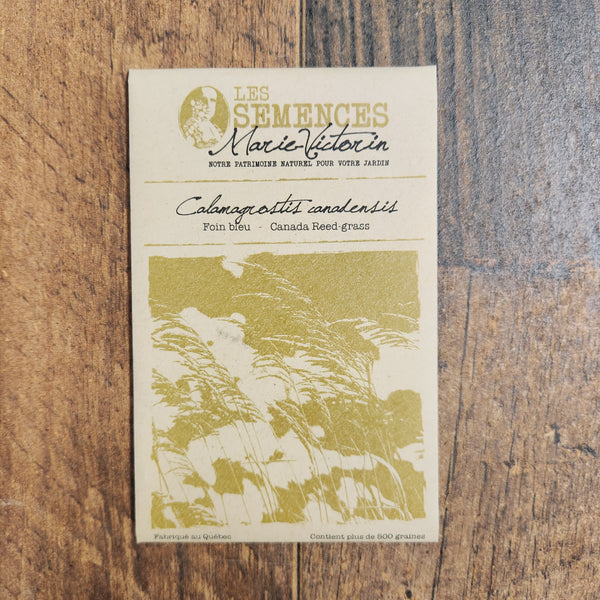 LES
SEMENCES
Marie-Victorin
NOTRE PATRIMOINE NATUREL POUR VOTRE JARDIN
Calamagrostis canadensis
Foin bleu - Canada Reed-grass
Fabriqué au Québec
Contient plus de 500 graines